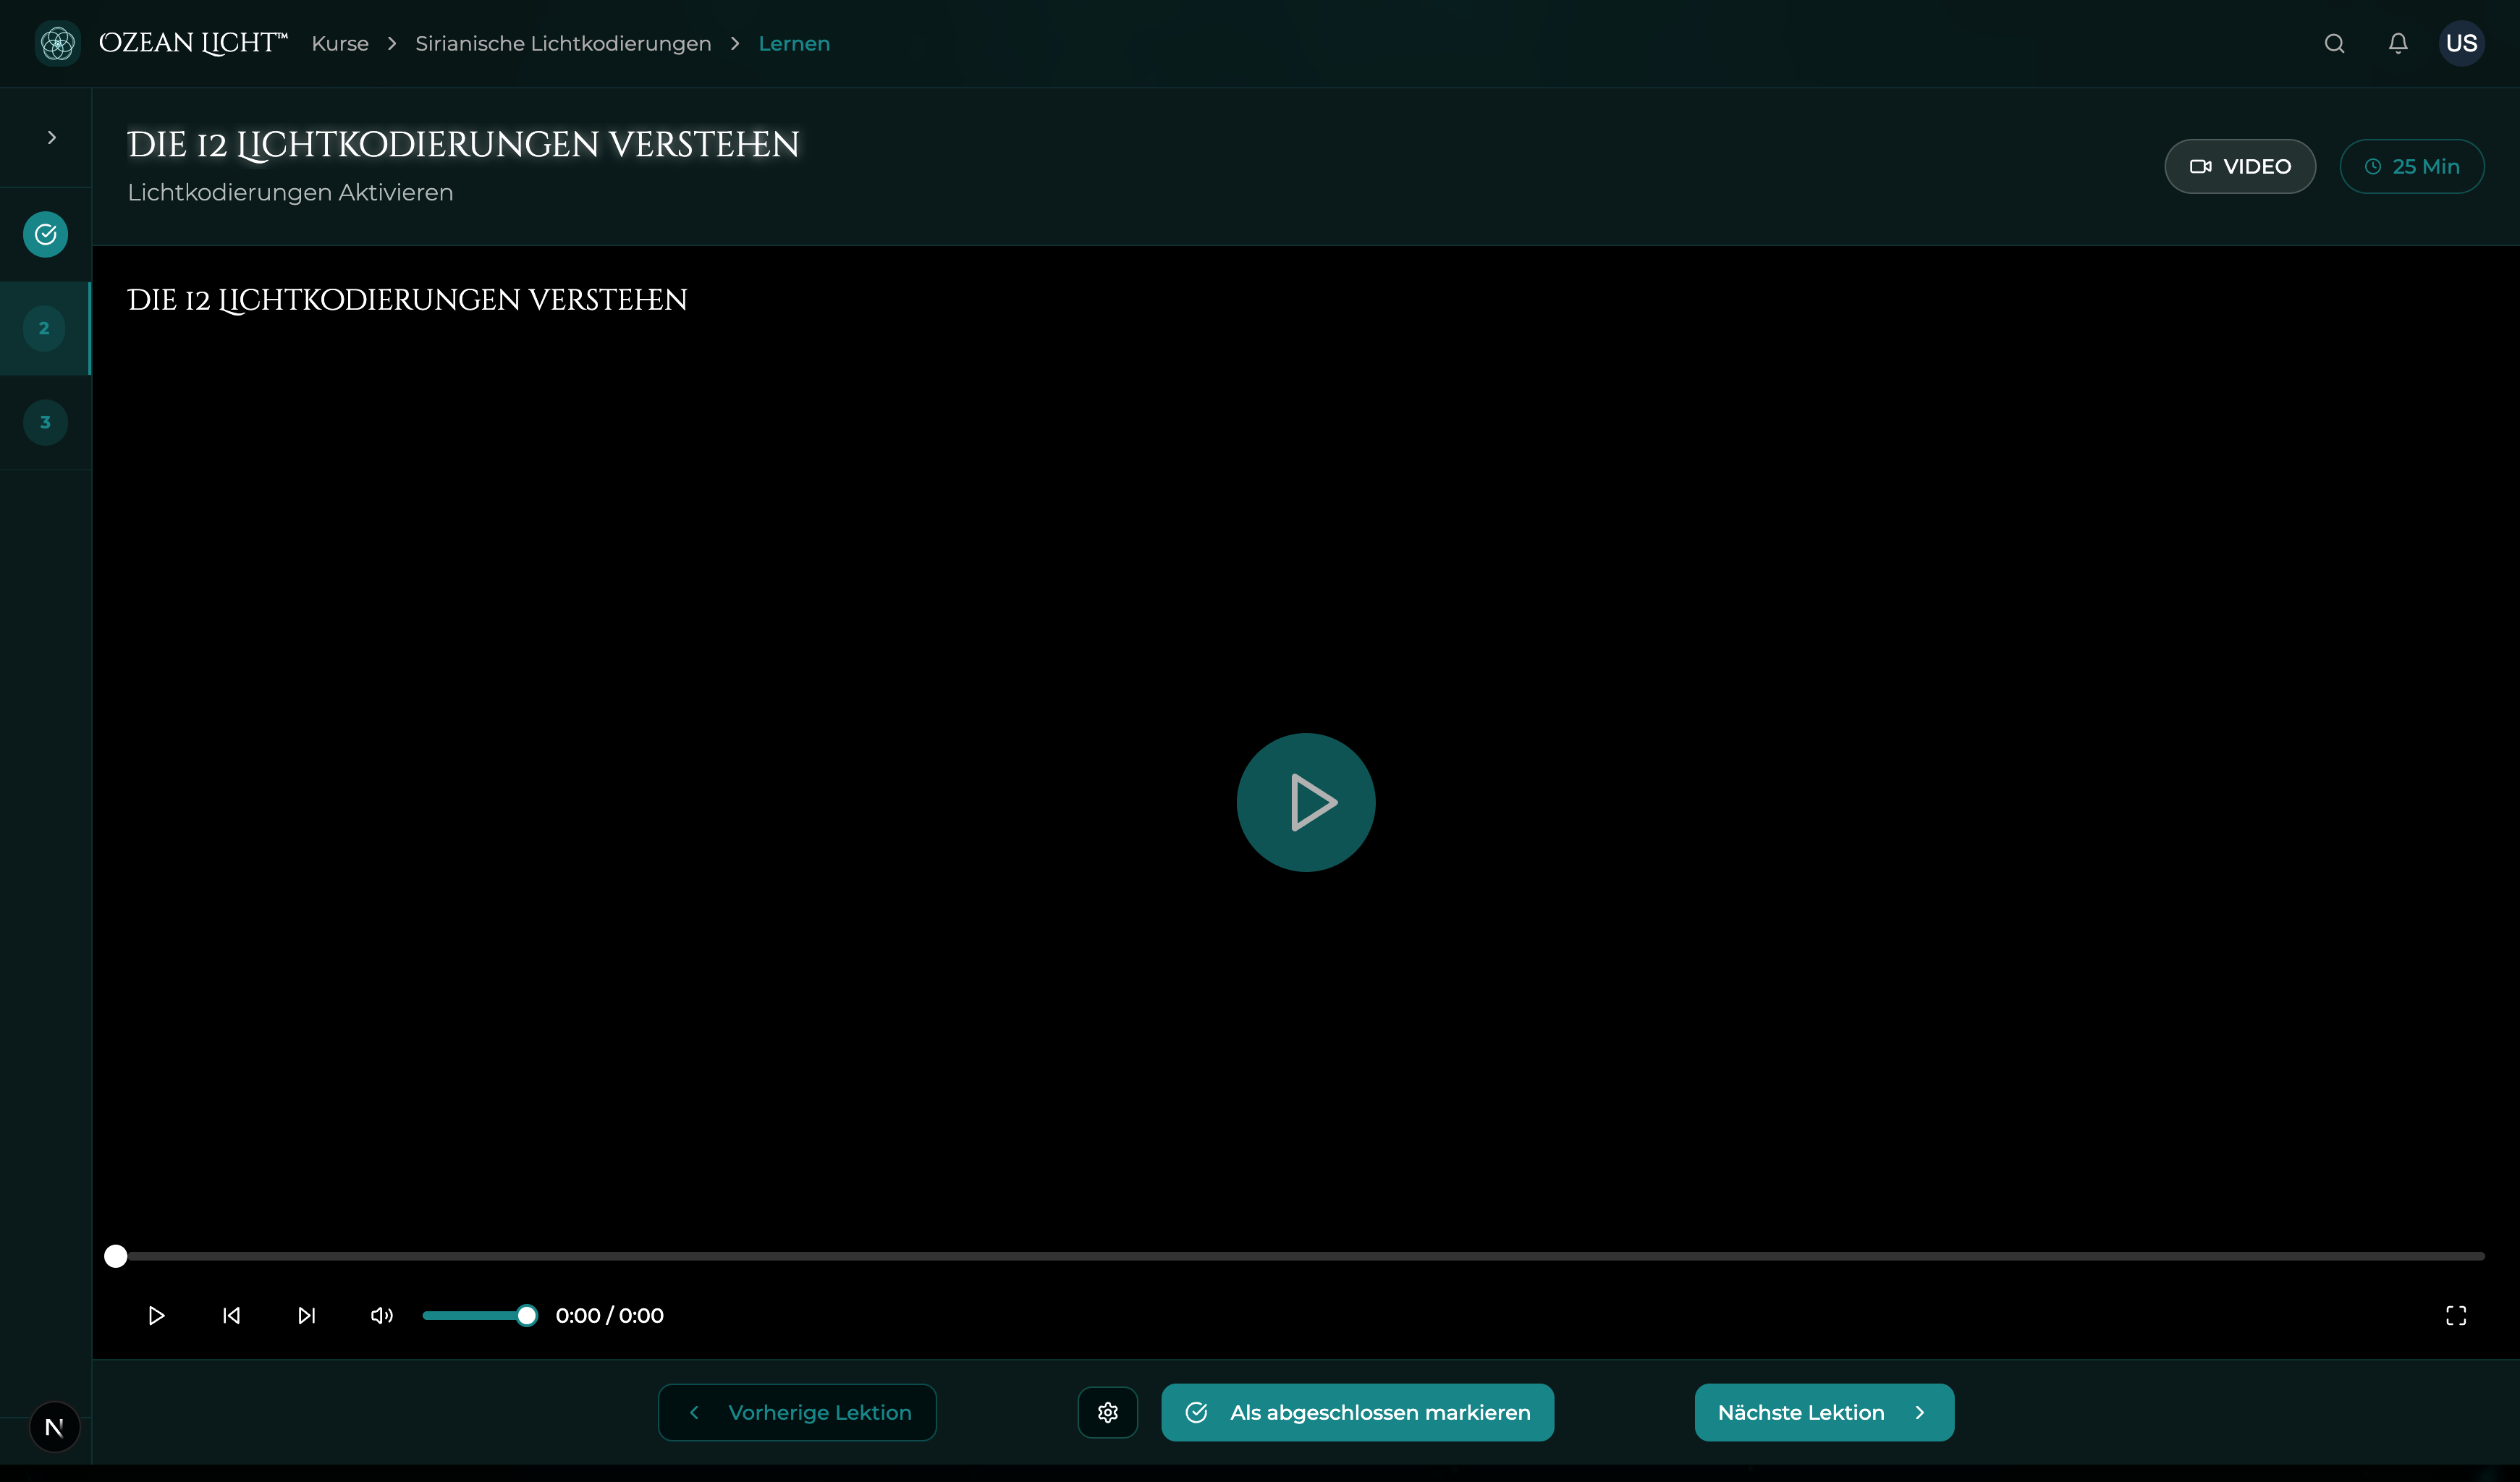 OZEAN LICHT™ Kurse Sirianische Lichtkodierungen Lernen US
DIE 12 LICHTKODIERUNGEN VERSTEHEN
Lichtkodierungen Aktivieren
VIDEO
25 Min
2
3
DIE 12 LICHTKODIERUNGEN VERSTEHEN
0:00 / 0:00
N
Vorherige Lektion
Als abgeschlossen markieren
Nächste Lektion